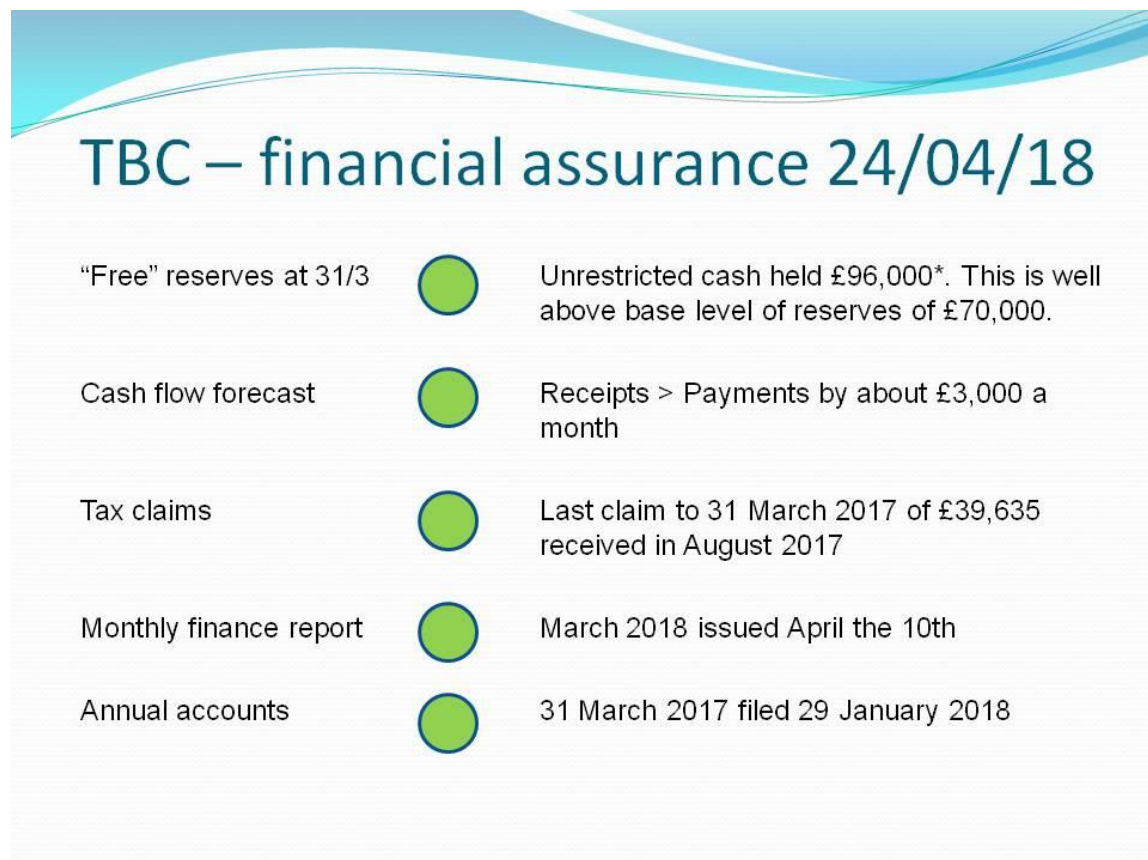 TBC – financial assurance 24/04/18
“Free” reserves at 31/3
Unrestricted cash held £96,000*. This is well
above base level of reserves of £70,000.
Cash flow forecast
Receipts > Payments by about £3,000 a
month
Tax claims
Last claim to 31 March 2017 of £39,635
received in August 2017
Monthly finance report
March 2018 issued April the 10th
Annual accounts
31 March 2017 filed 29 January 2018